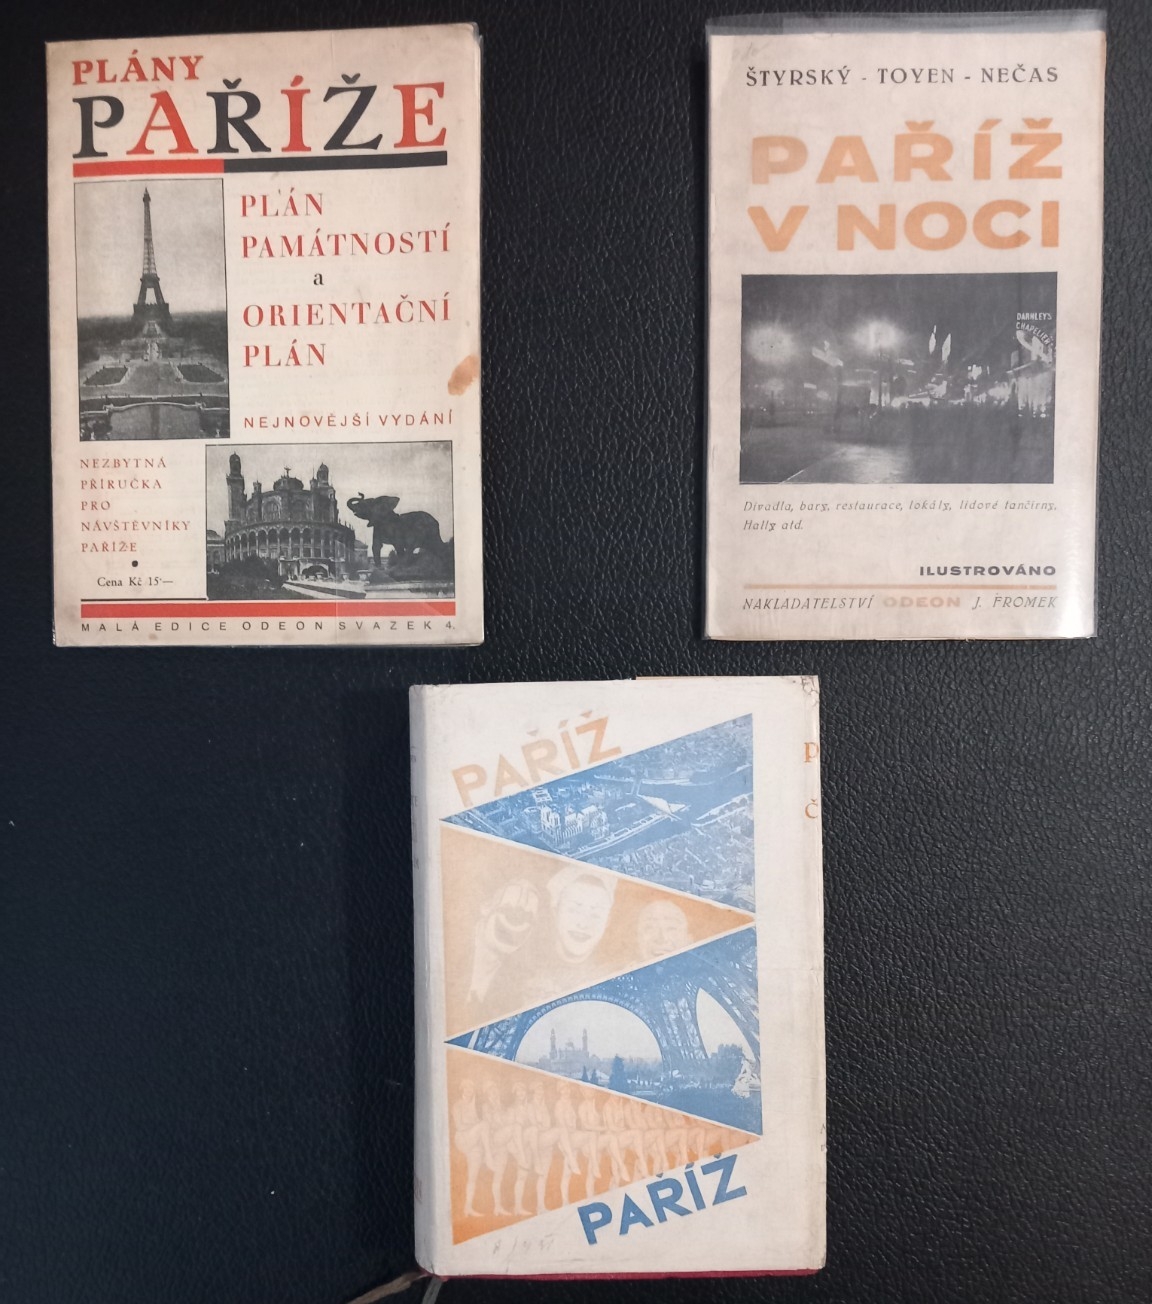 PLÁNY
PAŘÍŽE
PLÁN
PAMÁTNOSTÍ
a
ORIENTAČNÍ
PLÁN
NEJNOVĚJŠÍ VYDÁNÍ
NEZBYTNÁ
PŘÍRUČKA
PRO
NÁVŠTĚVNÍKY
PAŘÍŽE
Cena Kč 15·—
MALÁ EDICE ODEON SVAZEK 4.
ŠTYRSKÝ - TOYEN - NEČAS
PAŘÍŽ
V NOCI
DARNLEY'S
CHAPELIER
Divadla, bary, restaurace, lokály, lidové tančírny,
Hally atd.
ILUSTROVÁNO
NAKLADATELSTVÍ ODEON J. FROMEK
PAŘÍŽ
P
Č
PAŘÍŽ